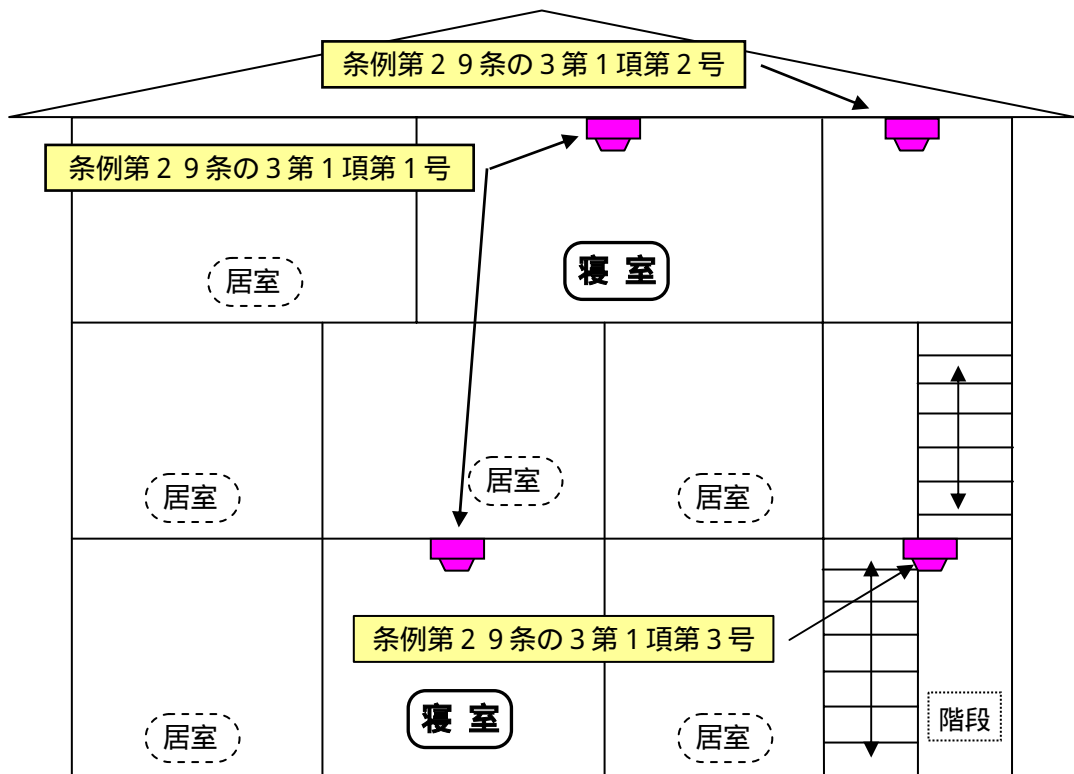 条例第２９条の３第１項第２号
条例第２９条の３第１項第１号
居室
寝 室
居室
居室
居室
条例第２９条の３第１項第３号
居室
寝 室
居室
階段